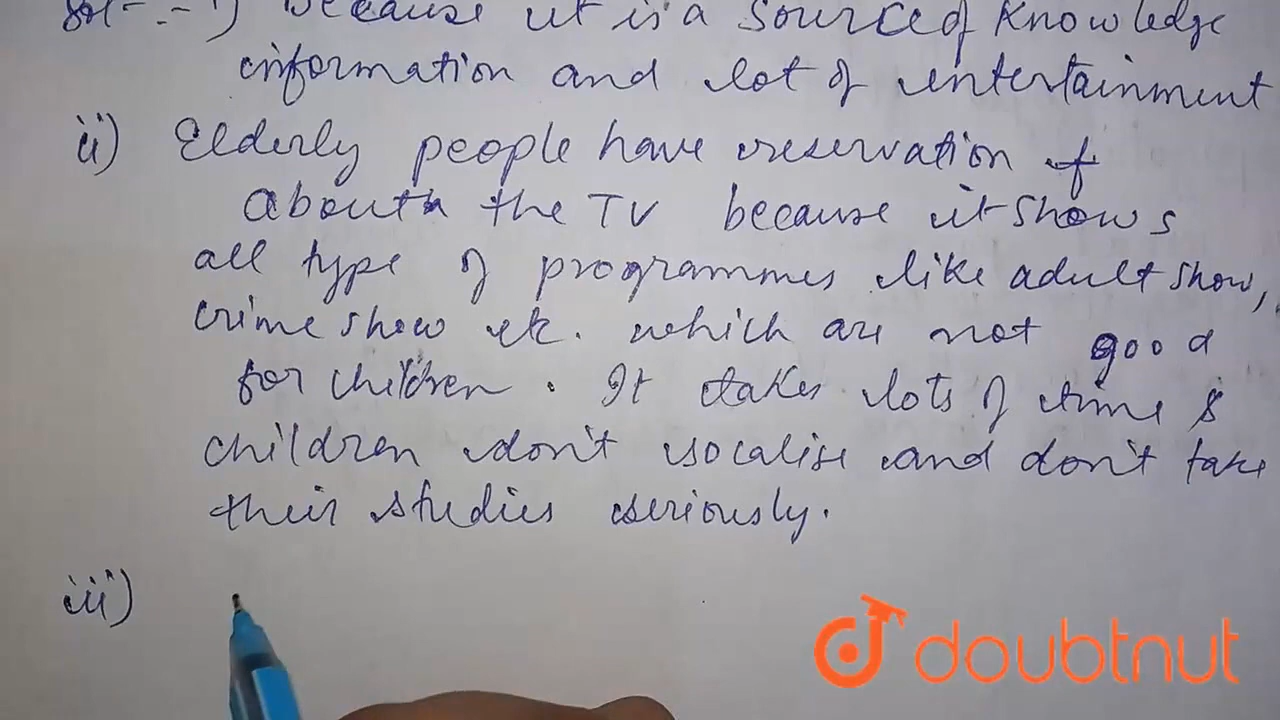 Sol- :- i) Because it is a source of knowledge
information and lot of entertainment
ii) Elderly people have reservation of
about the TV because it shows
all type of programmes like adult show,
crime show etc. which are not good
for children. It takes lots of time &
children don't socalise and don't take
their studies seriously.
iii)
doubtnut